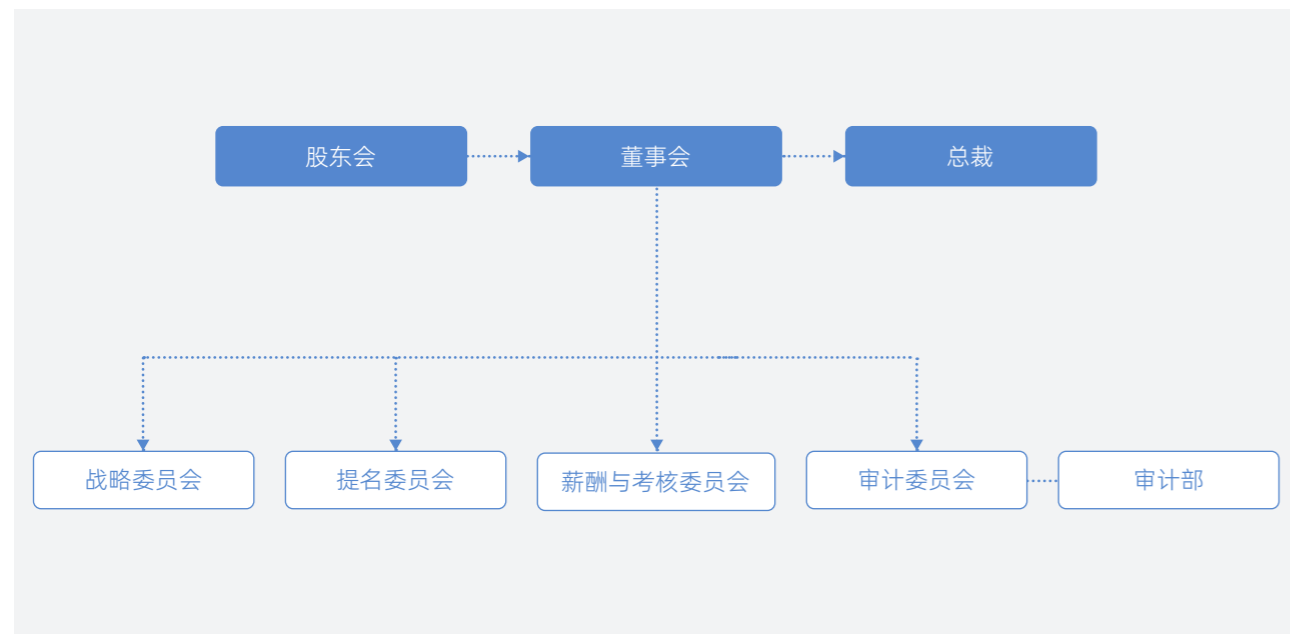 股东会
董事会
总裁
战略委员会
提名委员会
薪酬与考核委员会
审计委员会
审计部